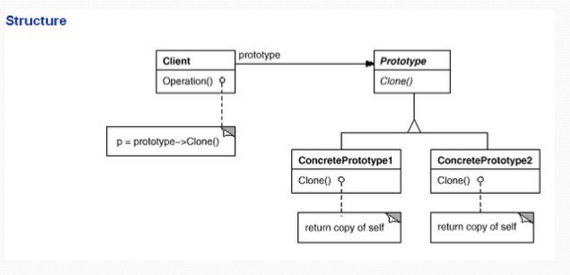 Structure
Client
prototype
Prototype
Operation()
Clone()
p = prototype->Clone()
ConcretePrototype1
ConcretePrototype2
Clone()
Clone()
return copy of self
return copy of self